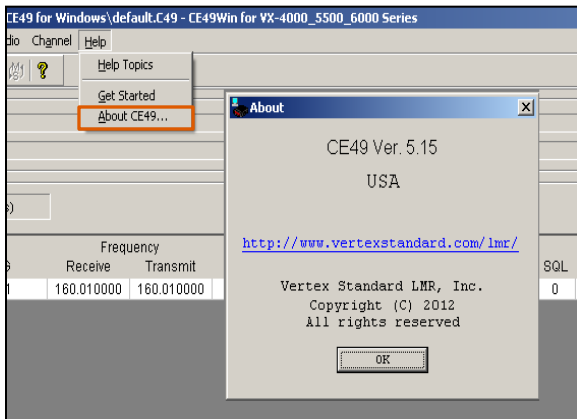 CE49 for Windows\default.C49 - CE49Win for VX-4000_5500_6000 Series
dio Channel Help
Help Topics
Get Started
About CE49...
About
CE49 Ver. 5.15
USA
http://www.vertexstandard.com/lmr/
Vertex Standard LMR, Inc.
Copyright (C) 2012
All rights reserved
OK
s)
Frequency
Receive Transmit
SQL
1 160.010000 160.010000 0